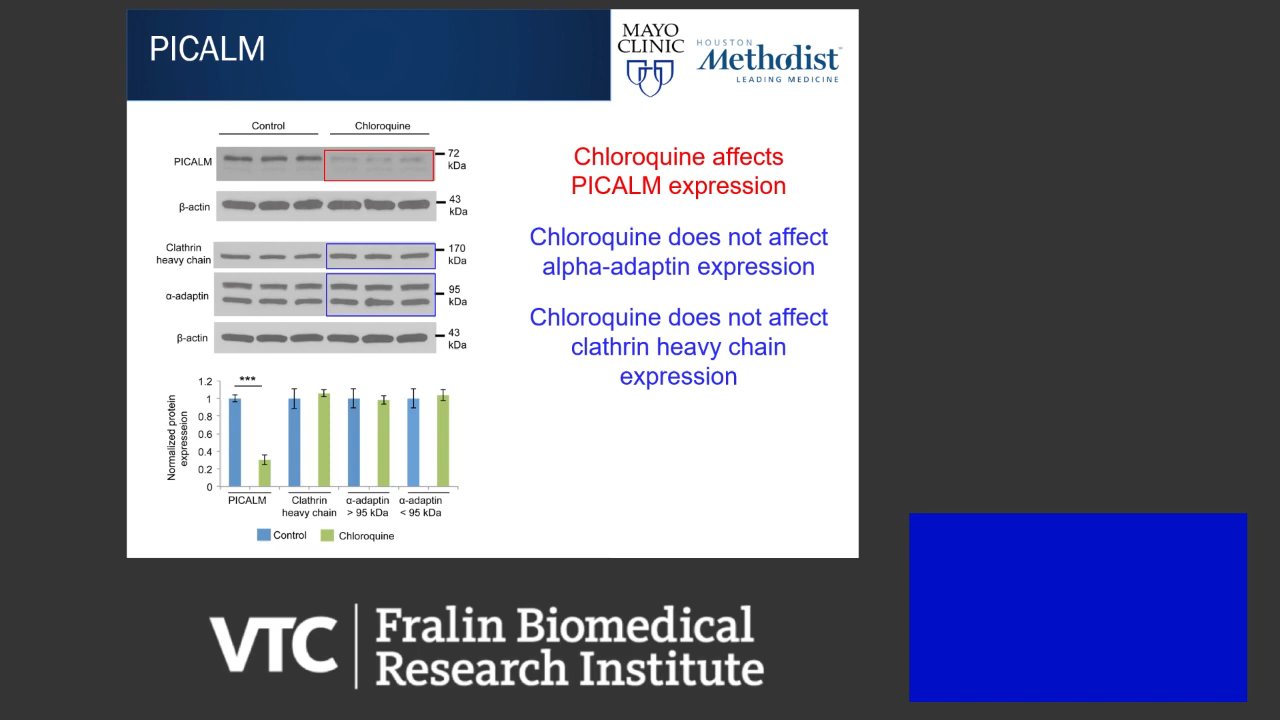 PICALM
MAYO
CLINIC
HOUSTON
Methodist
LEADING MEDICINE
Control
Chloroquine
PICALM
72
kDa
β-actin
43
kDa
Clathrin
heavy chain
170
kDa
α-adaptin
95
kDa
β-actin
43
kDa
Chloroquine affects
PICALM expression
Chloroquine does not affect
alpha-adaptin expression
Chloroquine does not affect
clathrin heavy chain
expression
Normalized protein
expresseion
1.2
1
0.8
0.6
0.4
0.2
0
***
PICALM
Clathrin
heavy chain
α-adaptin
> 95 kDa
α-adaptin
< 95 kDa
Control
Chloroquine
VTC
Fralin Biomedical
Research Institute